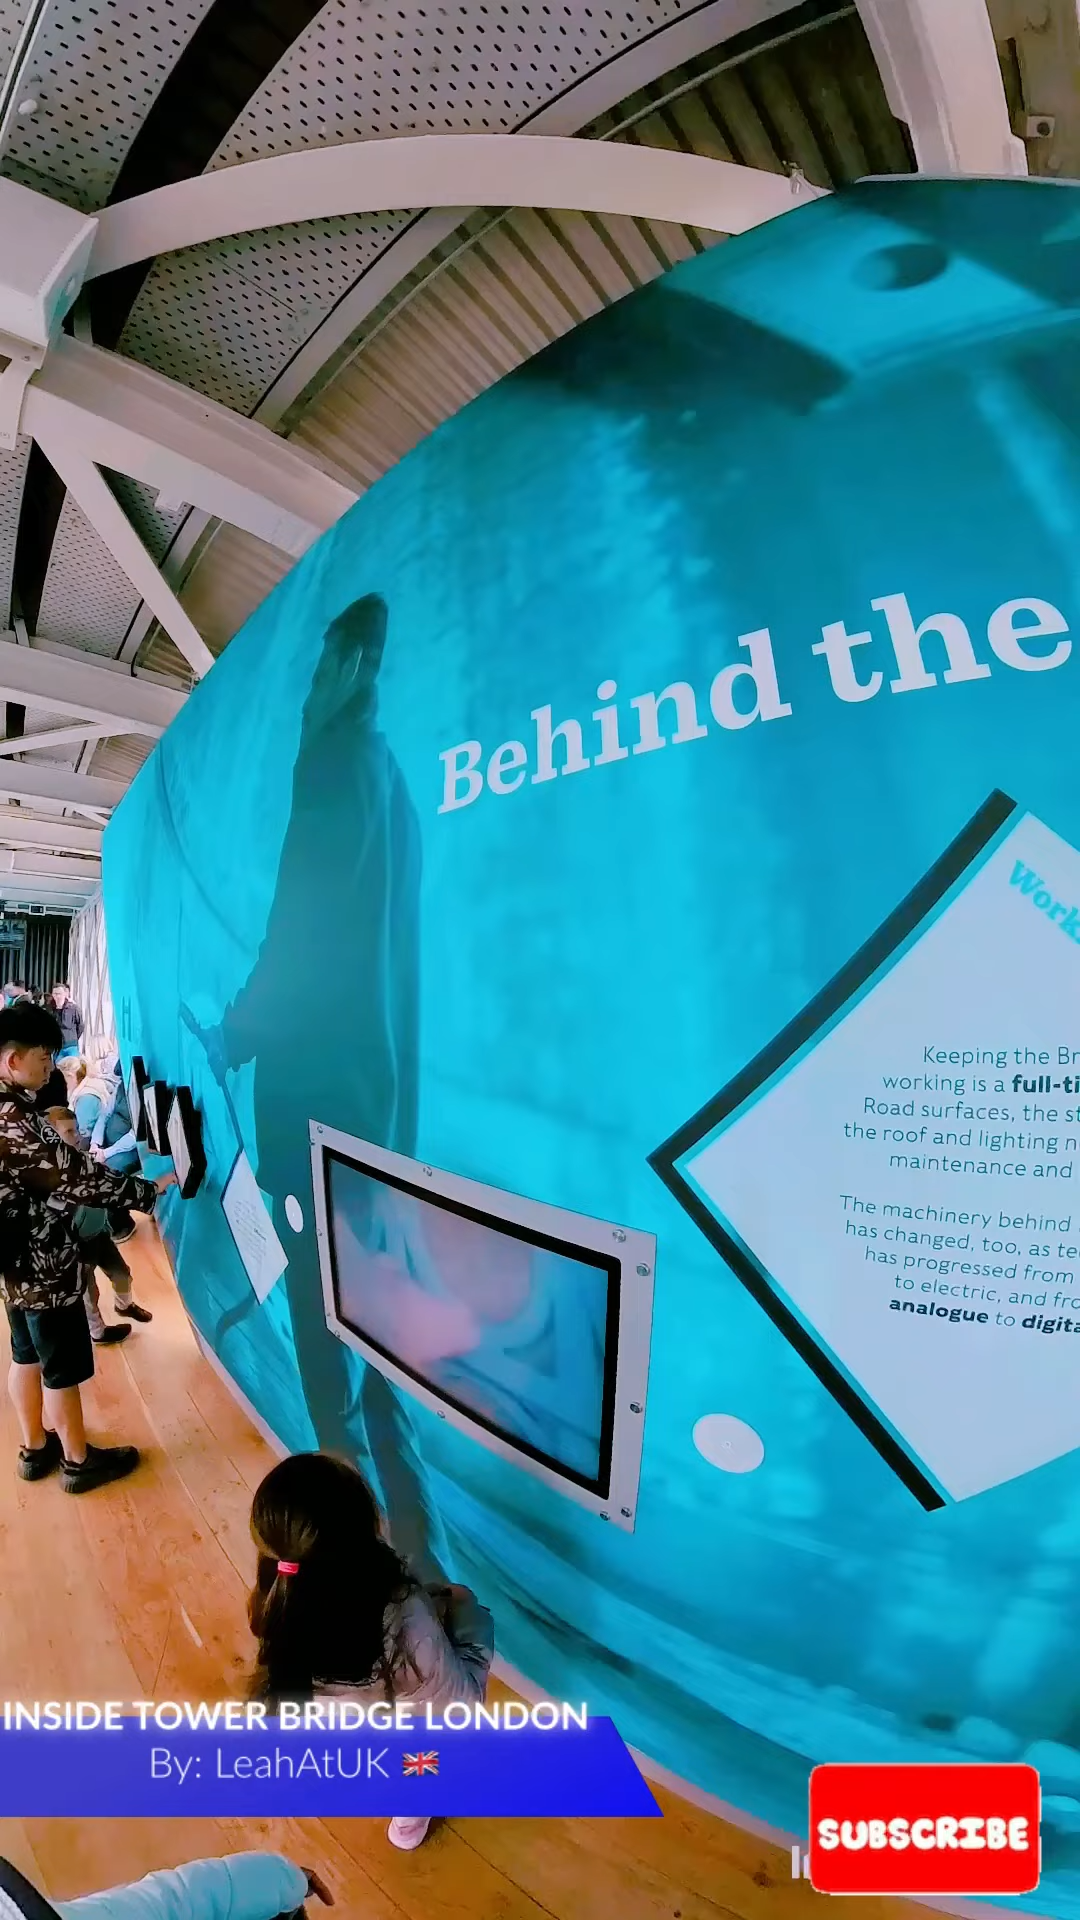 Behind the
Keeping the Br
working is a full-ti
Road surfaces, the st
the roof and lighting n
maintenance and
The machinery behind
has changed, too, as te
has progressed from
to electric, and fro
analogue to digita
INSIDE TOWER BRIDGE LONDON
By: LeahAtUK 🇬🇧
SUBSCRIBE